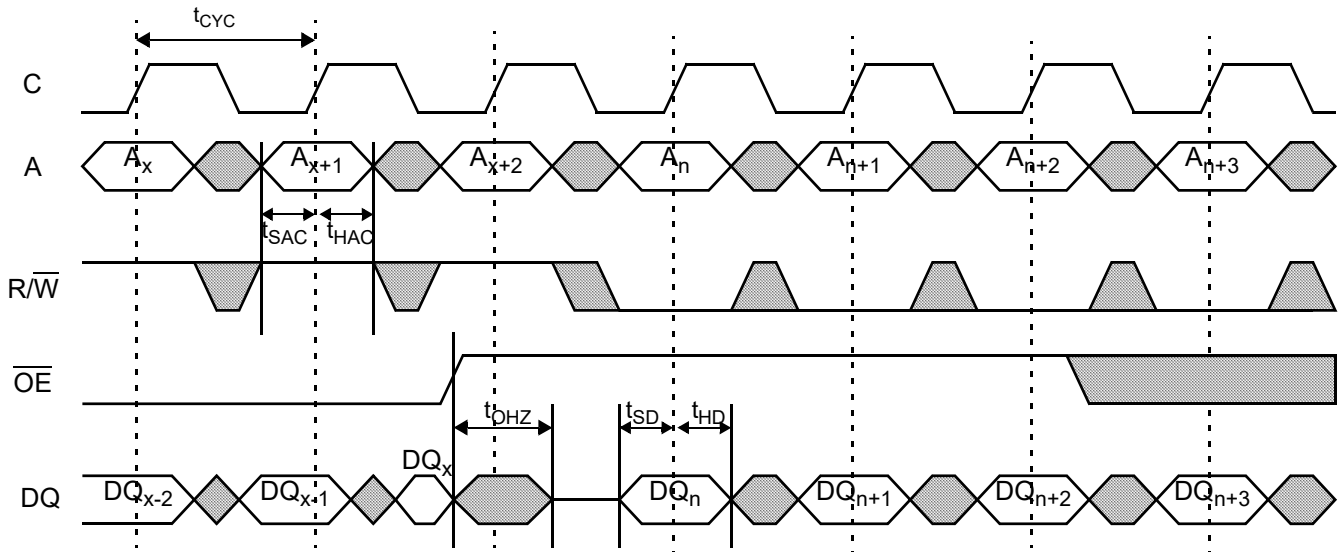 tCYC
C
A Ax Ax+1 Ax+2 An An+1 An+2 An+3
tSAC tHAC
R/W̅
O̅E̅
tOHZ tSD tHD
DQx
DQ DQx-2 DQx-1 DQn DQn+1 DQn+2 DQn+3